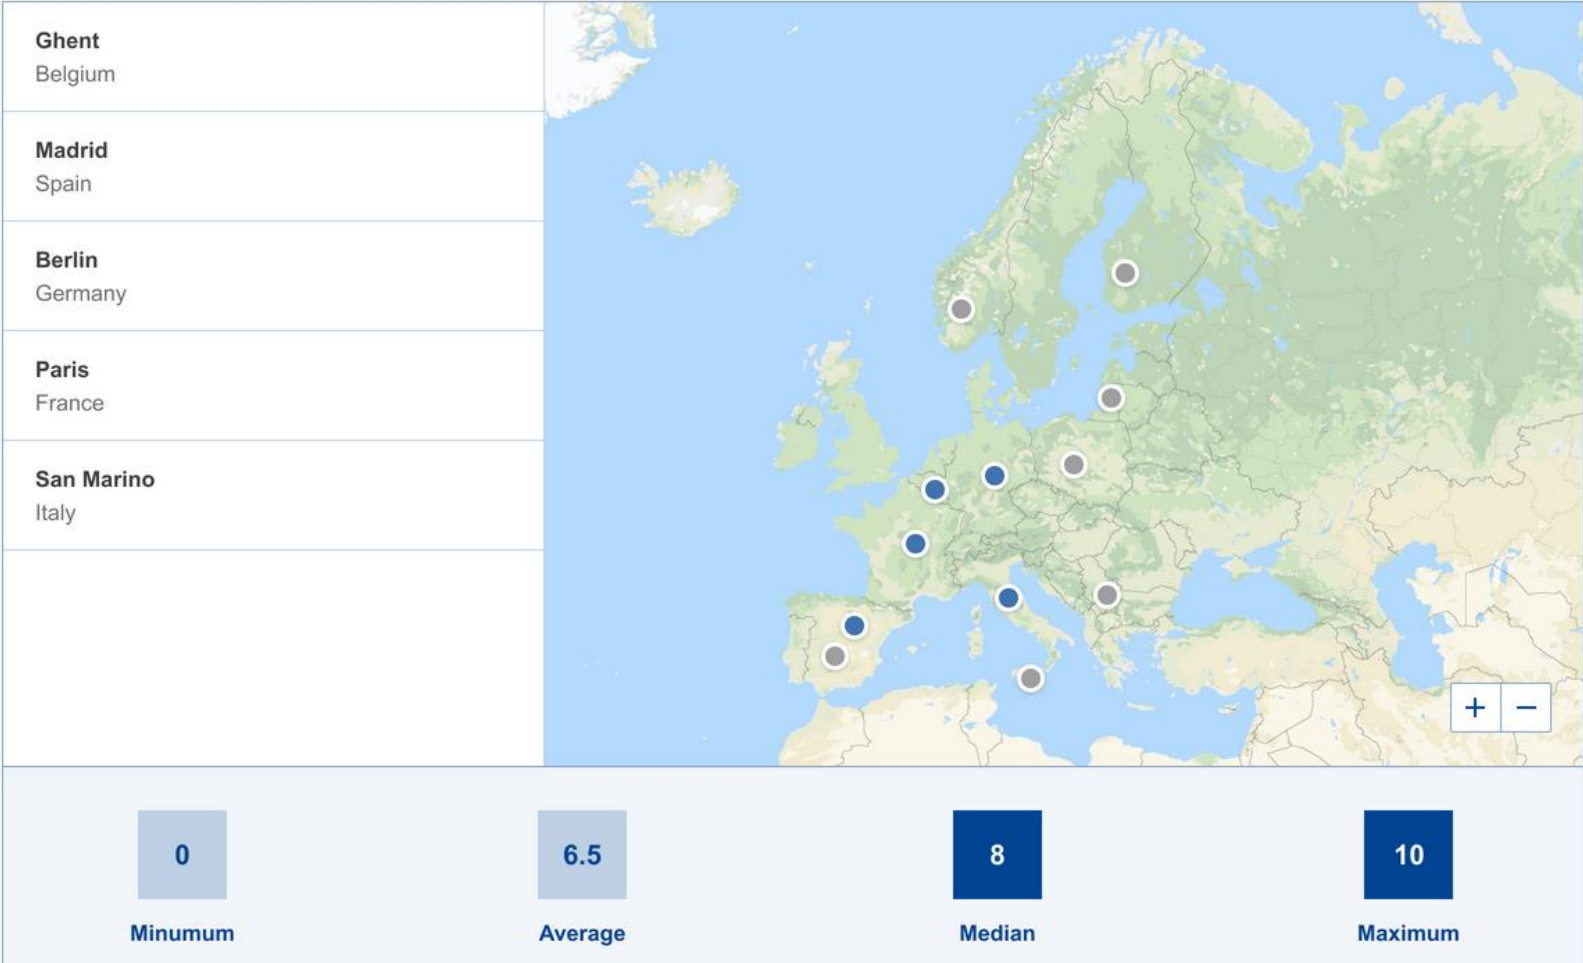 Ghent
Belgium
Madrid
Spain
Berlin
Germany
Paris
France
San Marino
Italy
+ −
0
Minumum
6.5
Average
8
Median
10
Maximum